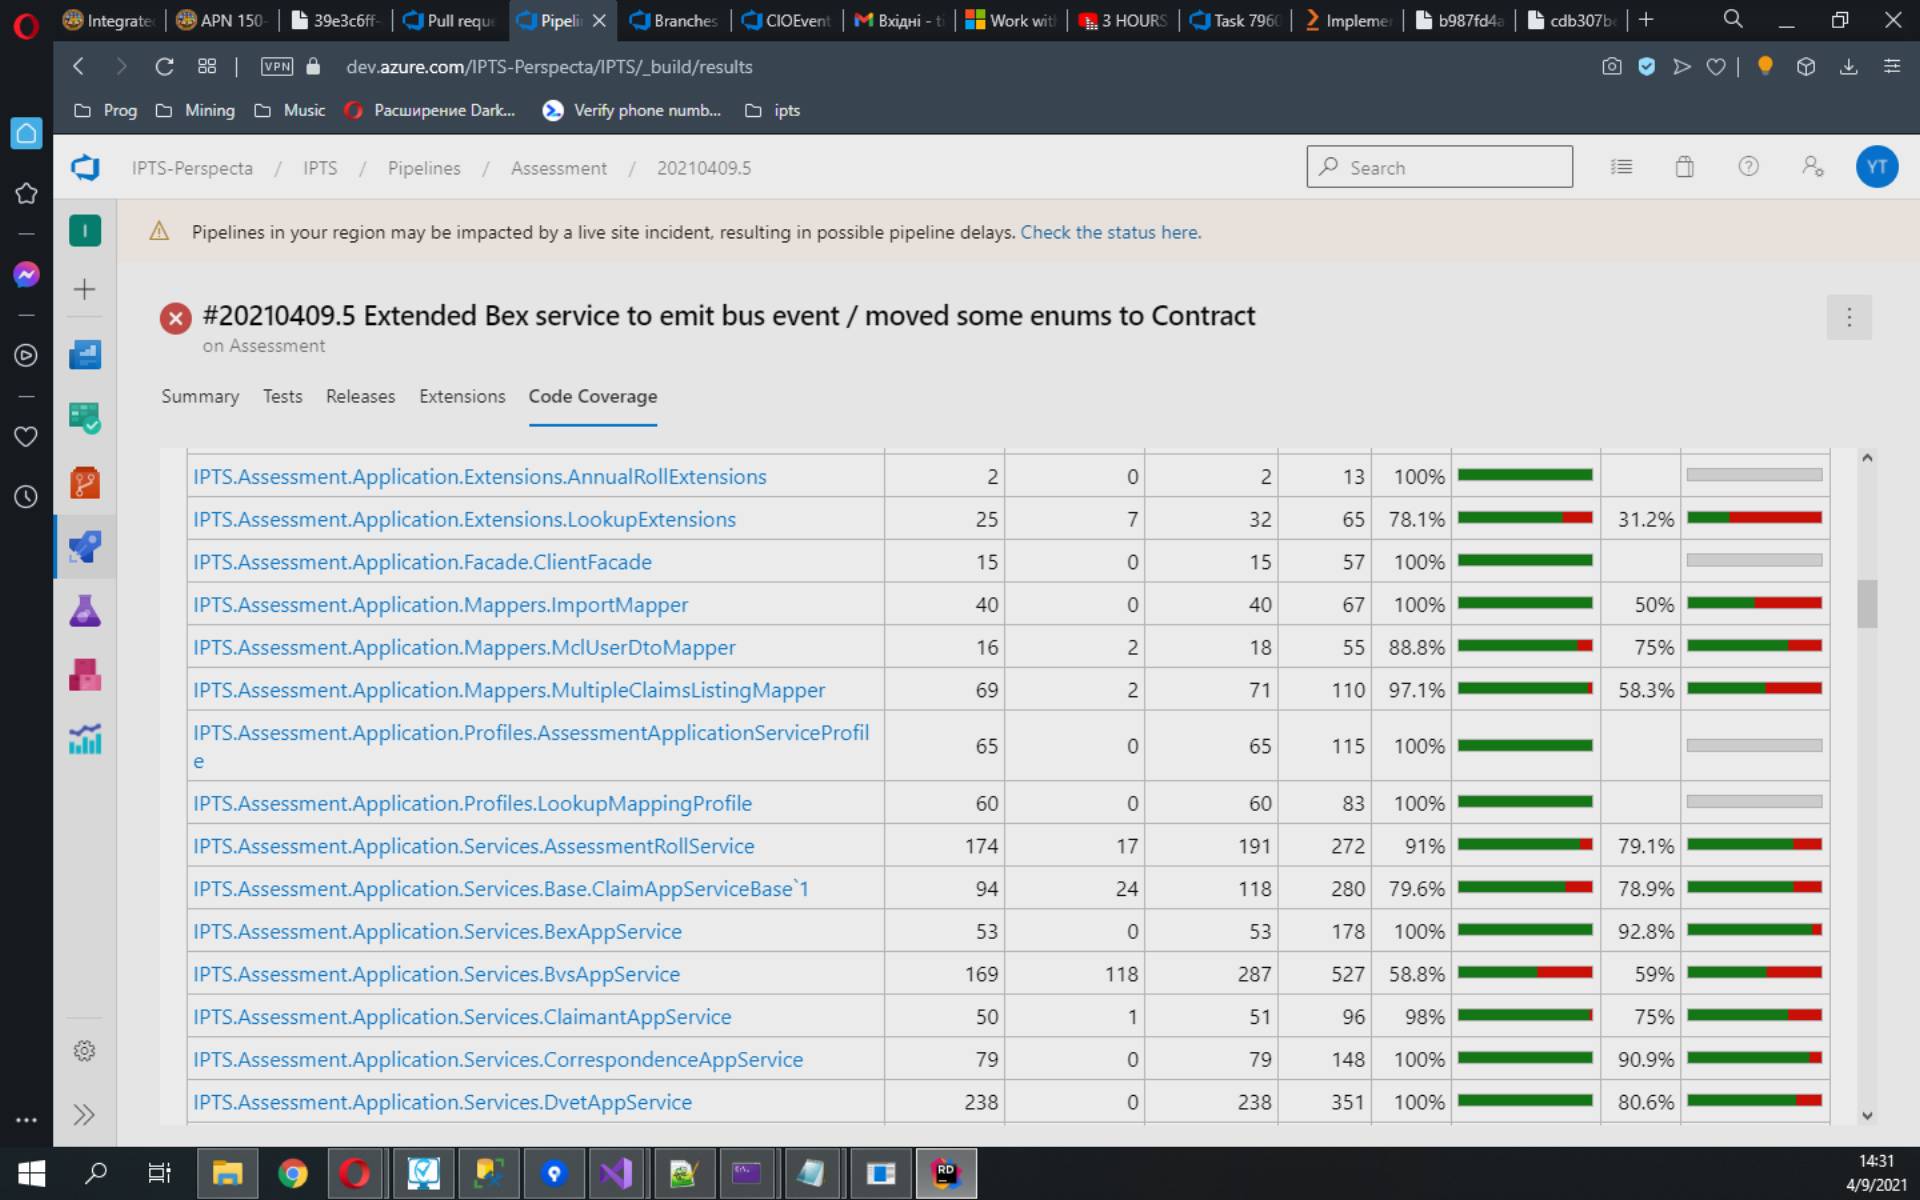 Integrate
APN 150-
39e3c6ff-
Pull reque
Pipeli
Branches
CIOEvent
Вхідні - ti
Work with
3 HOURS
Task 7960
Implemen
b987fd4a
cdb307be
VPN
dev.azure.com/IPTS-Perspecta/IPTS/_build/results
Prog
Mining
Music
Расширение Dark...
Verify phone numb...
ipts
IPTS-Perspecta / IPTS / Pipelines / Assessment / 20210409.5
Search
YT
I
Pipelines in your region may be impacted by a live site incident, resulting in possible pipeline delays. Check the status here.
#20210409.5 Extended Bex service to emit bus event / moved some enums to Contract
on Assessment
Summary Tests Releases Extensions Code Coverage
IPTS.Assessment.Application.Extensions.AnnualRollExtensions 2 0 2 13 100%
IPTS.Assessment.Application.Extensions.LookupExtensions 25 7 32 65 78.1% 31.2%
IPTS.Assessment.Application.Facade.ClientFacade 15 0 15 57 100%
IPTS.Assessment.Application.Mappers.ImportMapper 40 0 40 67 100% 50%
IPTS.Assessment.Application.Mappers.MclUserDtoMapper 16 2 18 55 88.8% 75%
IPTS.Assessment.Application.Mappers.MultipleClaimsListingMapper 69 2 71 110 97.1% 58.3%
IPTS.Assessment.Application.Profiles.AssessmentApplicationServiceProfil
e 65 0 65 115 100%
IPTS.Assessment.Application.Profiles.LookupMappingProfile 60 0 60 83 100%
IPTS.Assessment.Application.Services.AssessmentRollService 174 17 191 272 91% 79.1%
IPTS.Assessment.Application.Services.Base.ClaimAppServiceBase`1 94 24 118 280 79.6% 78.9%
IPTS.Assessment.Application.Services.BexAppService 53 0 53 178 100% 92.8%
IPTS.Assessment.Application.Services.BvsAppService 169 118 287 527 58.8% 59%
IPTS.Assessment.Application.Services.ClaimantAppService 50 1 51 96 98% 75%
IPTS.Assessment.Application.Services.CorrespondenceAppService 79 0 79 148 100% 90.9%
IPTS.Assessment.Application.Services.DvetAppService 238 0 238 351 100% 80.6%
RD
14:31
4/9/2021